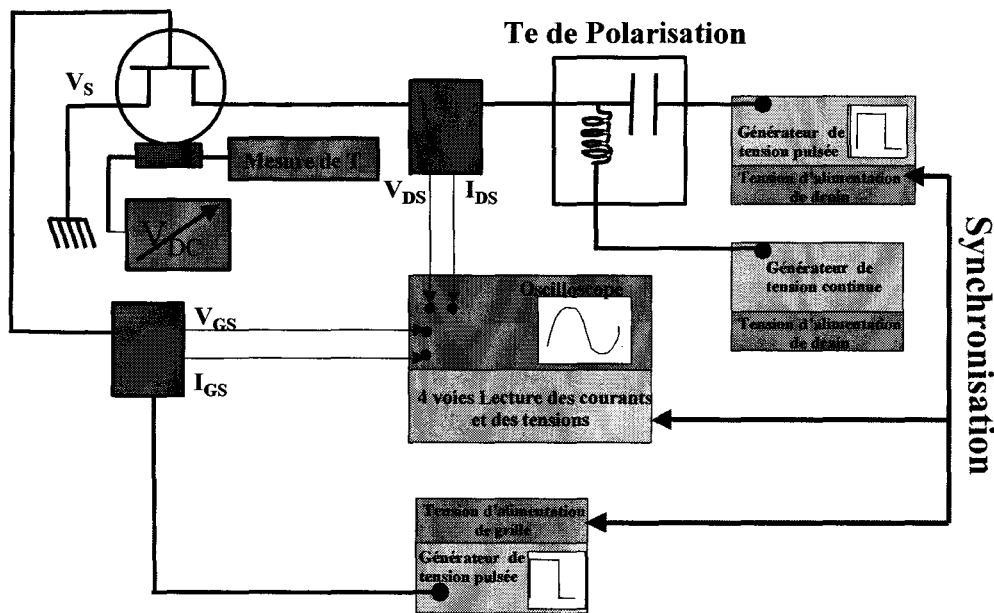 Te de Polarisation
V_S
Générateur de
tension pulsée
Tension d'alimentation
de drain
Mesure de T
V_DS
I_DS
V_DC
Synchronisation
Générateur de
tension continue
Tension d'alimentation
de drain
Oscilloscope
V_GS
I_GS
4 voies Lecture des courants
et des tensions
Tension d'alimentation
de grille
Générateur de
tension pulsée